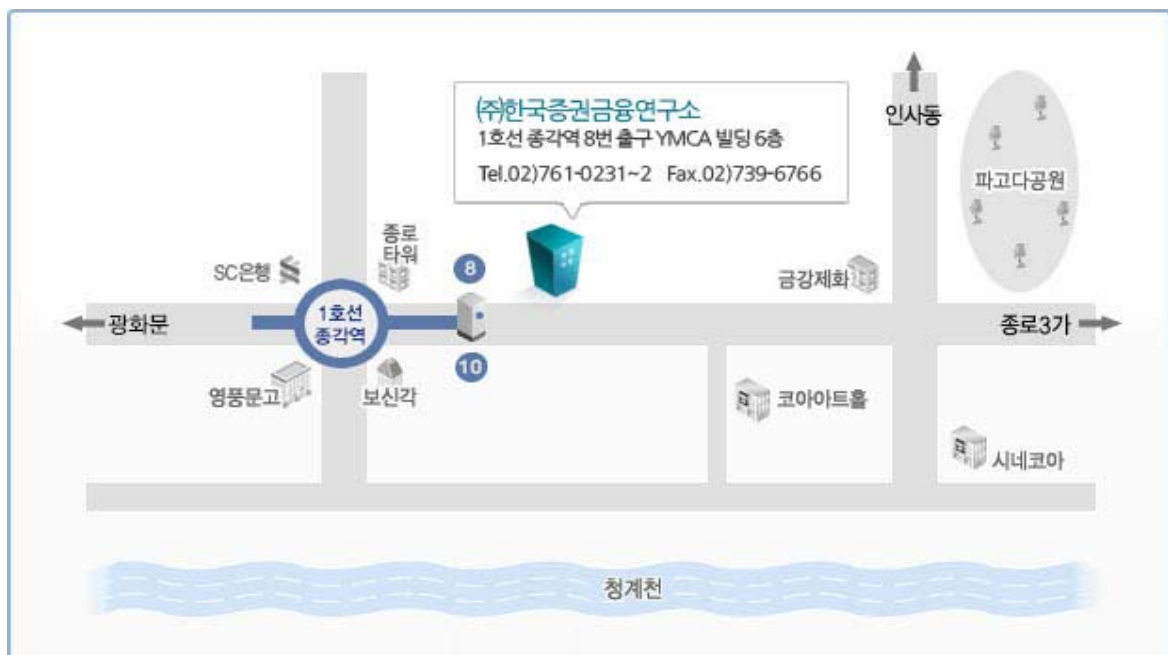 ㈜한국증권금융연구소
1호선 종각역 8번 출구 YMCA 빌딩 6층
Tel.02)761-0231~2 Fax.02)739-6766
인사동
파고다공원
종로
타워
SC은행
8
금강제화
광화문
1호선
종각역
종로3가
10
영풍문고
보신각
코아아트홀
시네코아
청계천